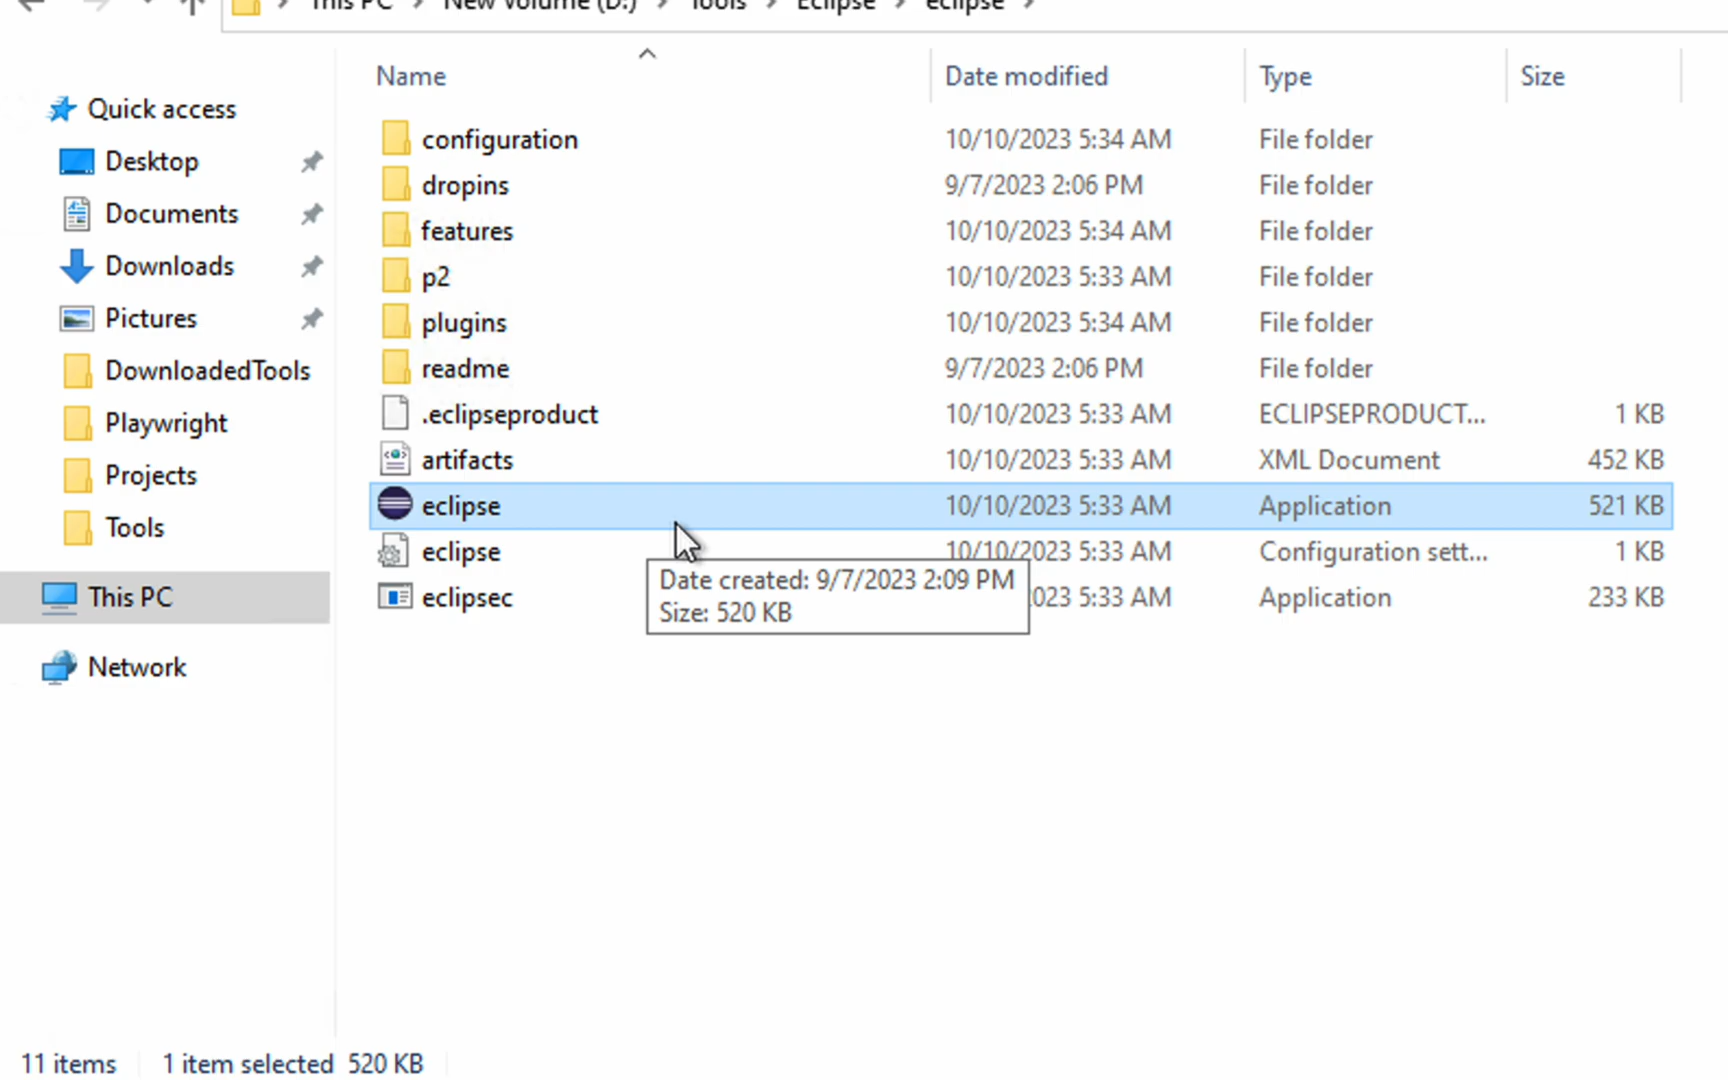 This PC > New Volume (D:) > Tools > Eclipse > eclipse >
Name Date modified Type Size
Quick access
Desktop
Documents
Downloads
Pictures
DownloadedTools
Playwright
Projects
Tools
This PC
Network
configuration 10/10/2023 5:34 AM File folder
dropins 9/7/2023 2:06 PM File folder
features 10/10/2023 5:34 AM File folder
p2 10/10/2023 5:33 AM File folder
plugins 10/10/2023 5:34 AM File folder
readme 9/7/2023 2:06 PM File folder
.eclipseproduct 10/10/2023 5:33 AM ECLIPSEPRODUCT... 1 KB
artifacts 10/10/2023 5:33 AM XML Document 452 KB
eclipse 10/10/2023 5:33 AM Application 521 KB
eclipse 10/10/2023 5:33 AM Configuration sett... 1 KB
eclipsec 023 5:33 AM Application 233 KB
Date created: 9/7/2023 2:09 PM
Size: 520 KB
11 items 1 item selected 520 KB